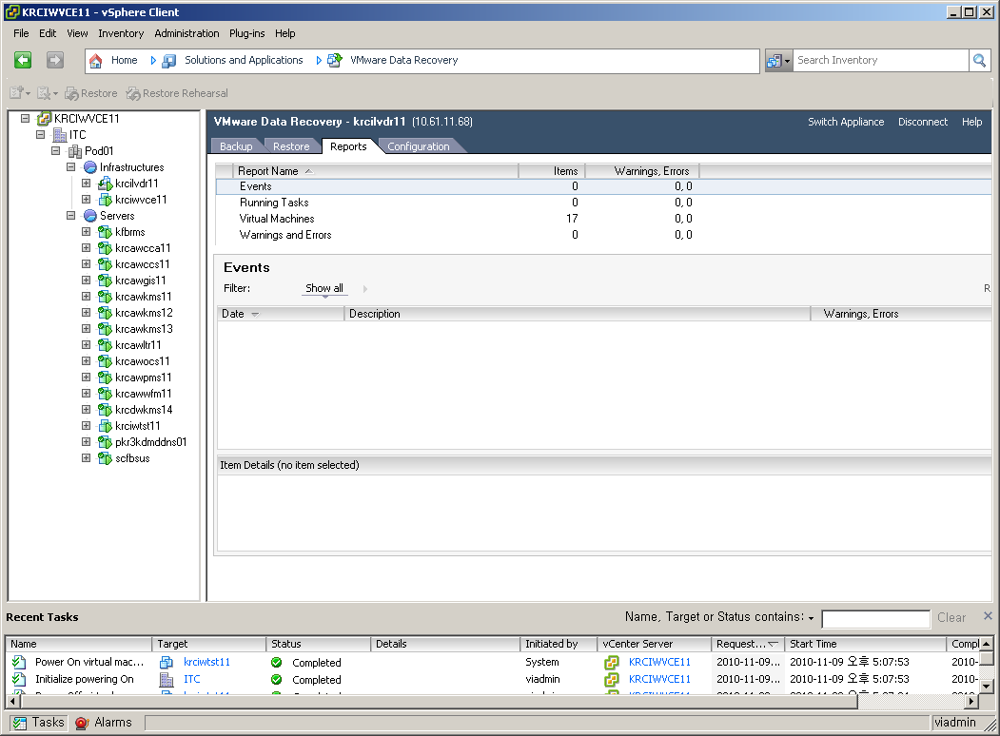 KRCIWVCE11 - vSphere Client
File Edit View Inventory Administration Plug-ins Help
Home Solutions and Applications VMware Data Recovery Search Inventory
Restore Restore Rehearsal
KRCIWVCE11
ITC
Pod01
Infrastructures
krcilvdr11
krciwvce11
Servers
kfbrms
krcawcca11
krcawccs11
krcawgis11
krcawkms11
krcawkms12
krcawkms13
krcawltr11
krcawocs11
krcawpms11
krcawwfm11
krcdwkms14
krciwtst11
pkr3kdmddns01
scfbsus
VMware Data Recovery - krcilvdr11 (10.61.11.68) Switch Appliance Disconnect Help
Backup Restore Reports Configuration
Report Name Items Warnings, Errors
Events 0 0, 0
Running Tasks 0 0, 0
Virtual Machines 17 0, 0
Warnings and Errors 0 0, 0
Events
Filter: Show all R
Date Description Warnings, Errors
Item Details (no item selected)
Recent Tasks Name, Target or Status contains: Clear
Name Target Status Details Initiated by vCenter Server Request... Start Time Compl
Power On virtual mac... krciwtst11 Completed System KRCIWVCE11 2010-11-09... 2010-11-09 오후 5:07:53 2010-
Initialize powering On ITC Completed viadmin KRCIWVCE11 2010-11-09... 2010-11-09 오후 5:07:53 2010-
Tasks Alarms viadmin